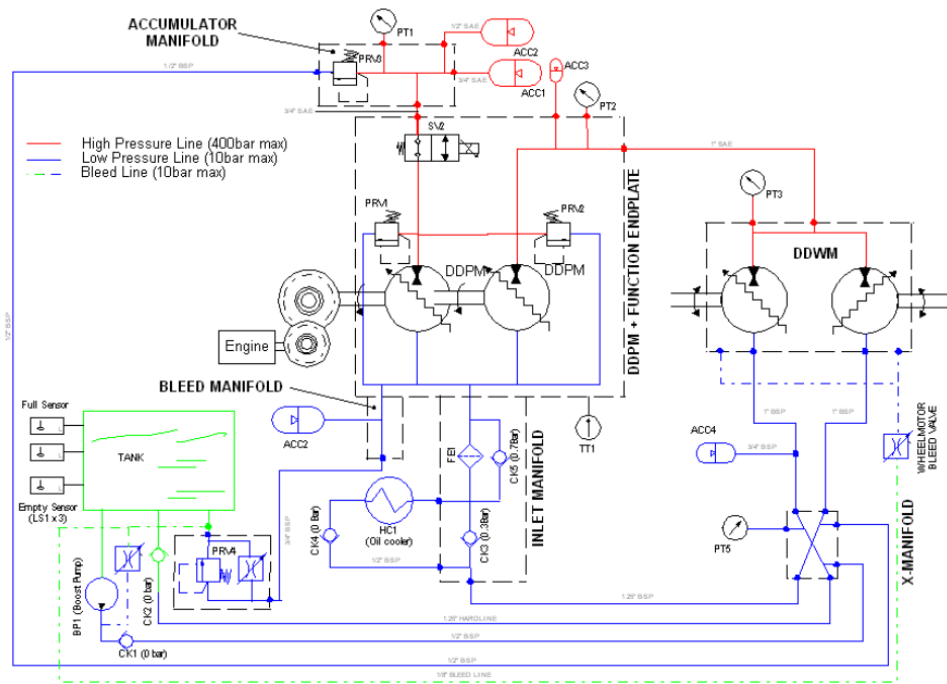 ACCUMULATOR
MANIFOLD
PT1
1/2" SAE
ACC2
PRV3
1/2" BSP
3/4" SAE
ACC1
ACC3
PT2
3/4" SAE
SV2
High Pressure Line (400bar max)
Low Pressure Line (10bar max)
Bleed Line (10bar max)
1" SAE
PT3
PRV1
PRV2
DDWM
DDPM
DDPM
DDPM + FUNCTION ENDPLATE
1/2" BSP
Engine
BLEED MANIFOLD
Full Sensor
L
L
L
TANK
Empty Sensor
(LS1 x 3)
ACC2
FE1
CK5 (0.7Bar)
TT1
INLET MANIFOLD
1" BSP
1" BSP
ACC4
3/4" BSP
WHEELMOTOR
BLEED VALVE
HC1
(Oil cooler)
CK4 (0 Bar)
CK3 (0.3Bar)
3/4" BSP
1/2" BSP
PT5
X-MANIFOLD
PRV4
BP1 (Boost Pump)
CK2 (0 bar)
1.25" BSP
1.25" HARDLINE
CK1 (0 bar)
1/2" BSP
1/2" BSP
1/8" BLEED LINE